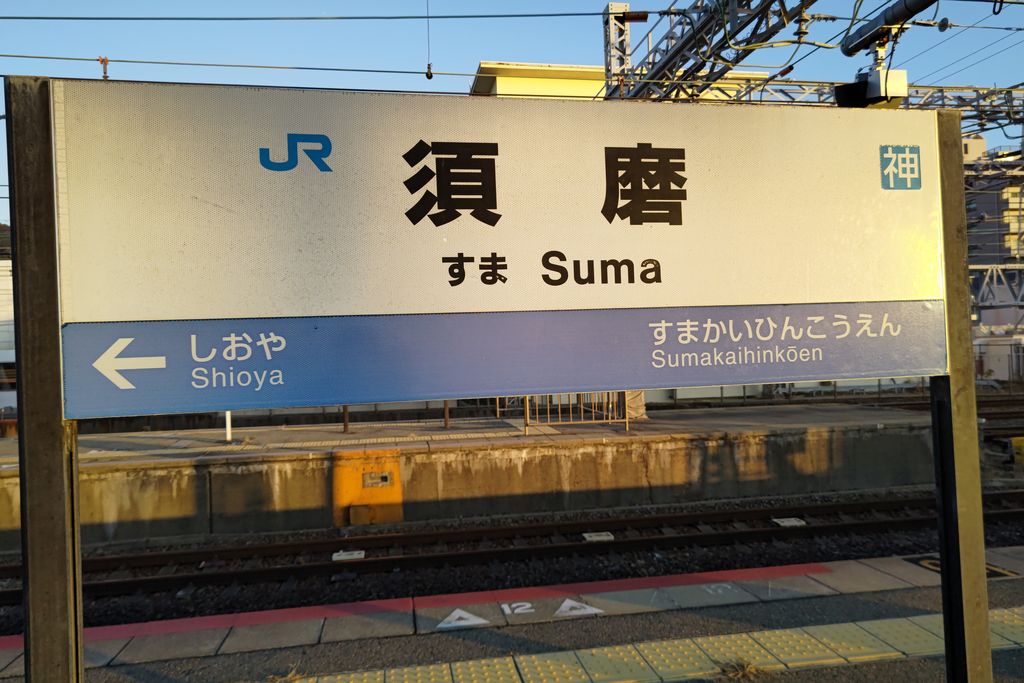 JR 須磨 神
すま Suma
← しおや すまかいひんこうえん
Shioya Sumakaihinkōen
12